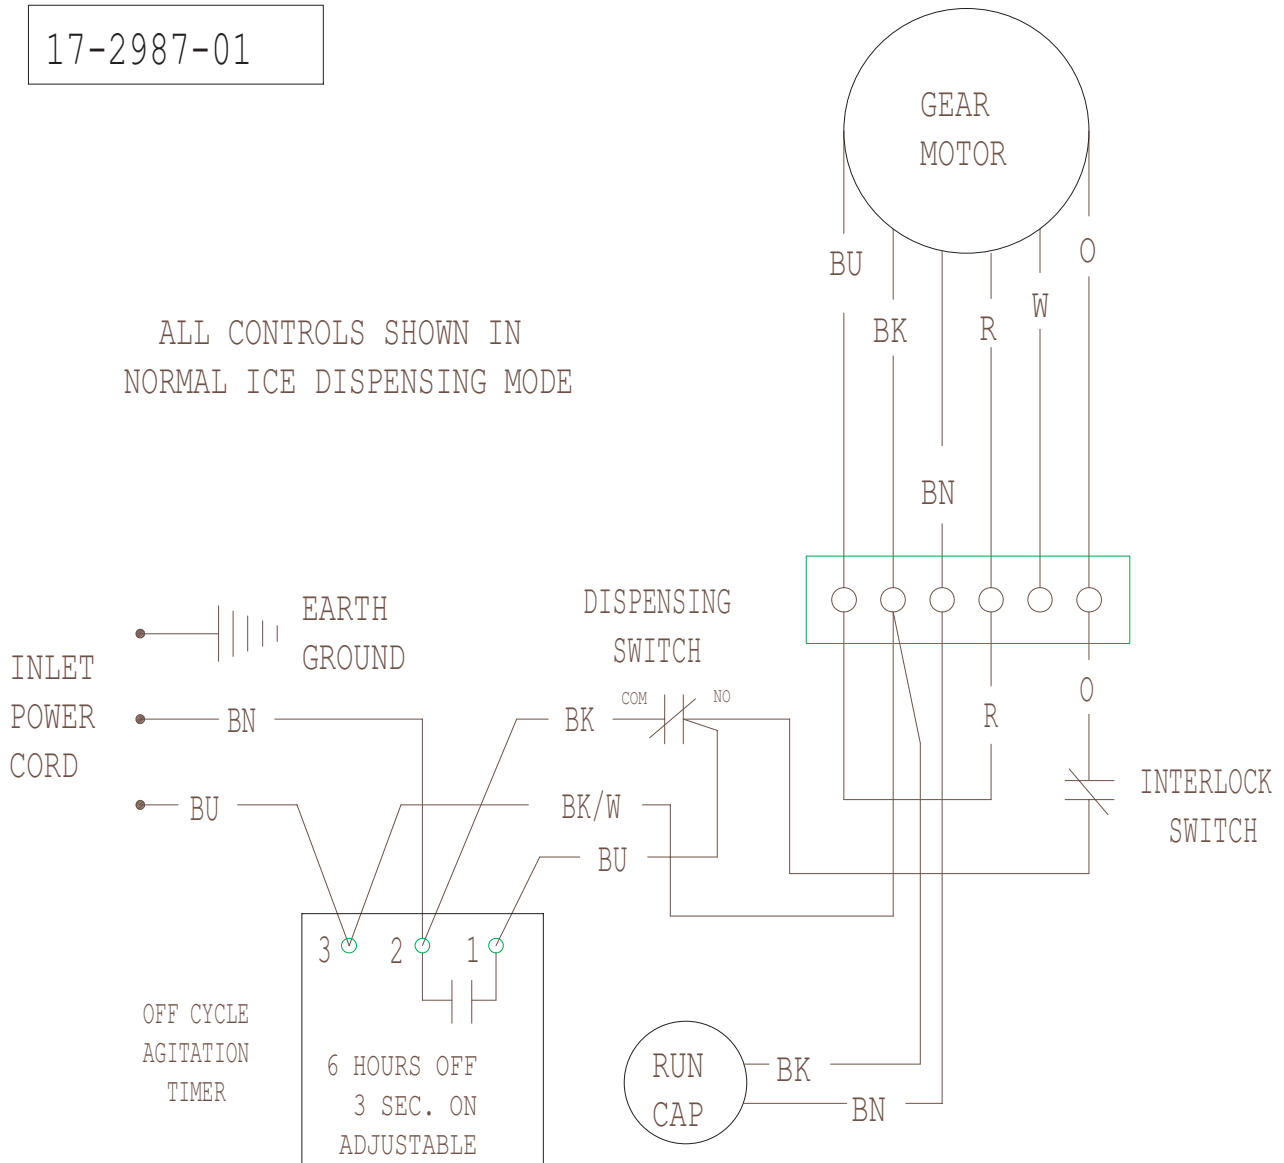 17-2987-01
GEAR
MOTOR
BU
O
BK
R
W
ALL CONTROLS SHOWN IN
NORMAL ICE DISPENSING MODE
BN
EARTH
GROUND
DISPENSING
SWITCH
INLET
POWER
CORD
BN
BK
COM
NO
R
O
INTERLOCK
SWITCH
BU
BK/W
BU
3
2
1
OFF CYCLE
AGITATION
TIMER
6 HOURS OFF
3 SEC. ON
ADJUSTABLE
RUN
CAP
BK
BN